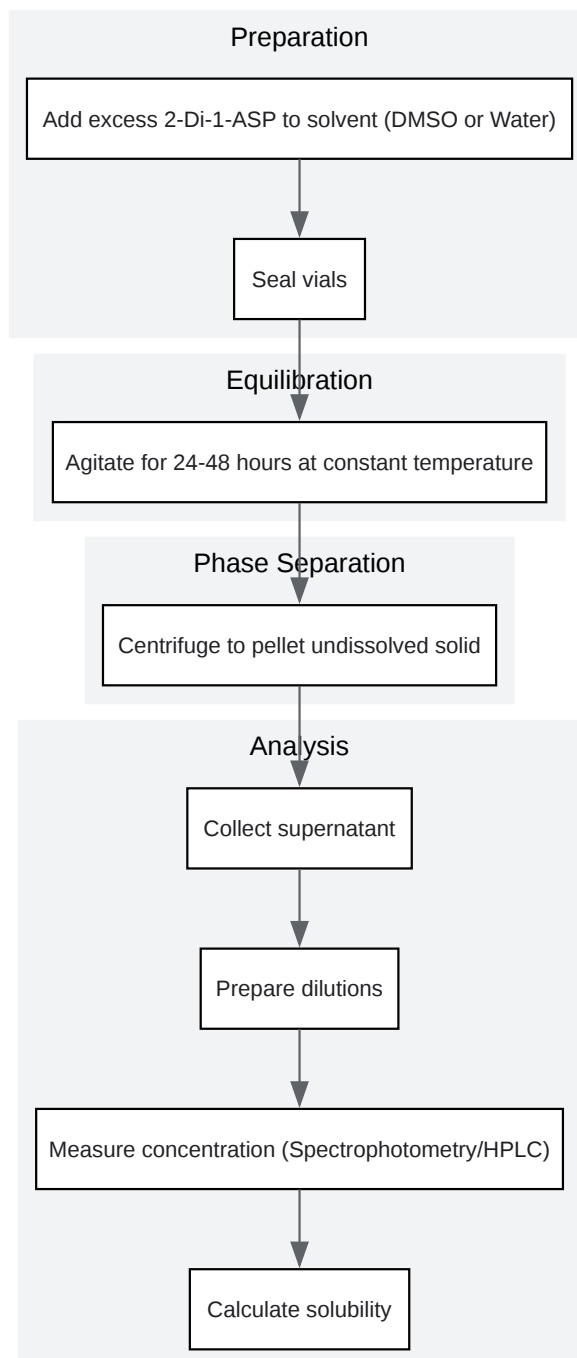 Preparation
Add excess 2-Di-1-ASP to solvent (DMSO or Water)
Seal vials
Equilibration
Agitate for 24-48 hours at constant temperature
Phase Separation
Centrifuge to pellet undissolved solid
Analysis
Collect supernatant
Prepare dilutions
Measure concentration (Spectrophotometry/HPLC)
Calculate solubility